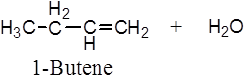 H₃C–C(H₂)–C(H)=CH₂ + H₂O
1-Butene